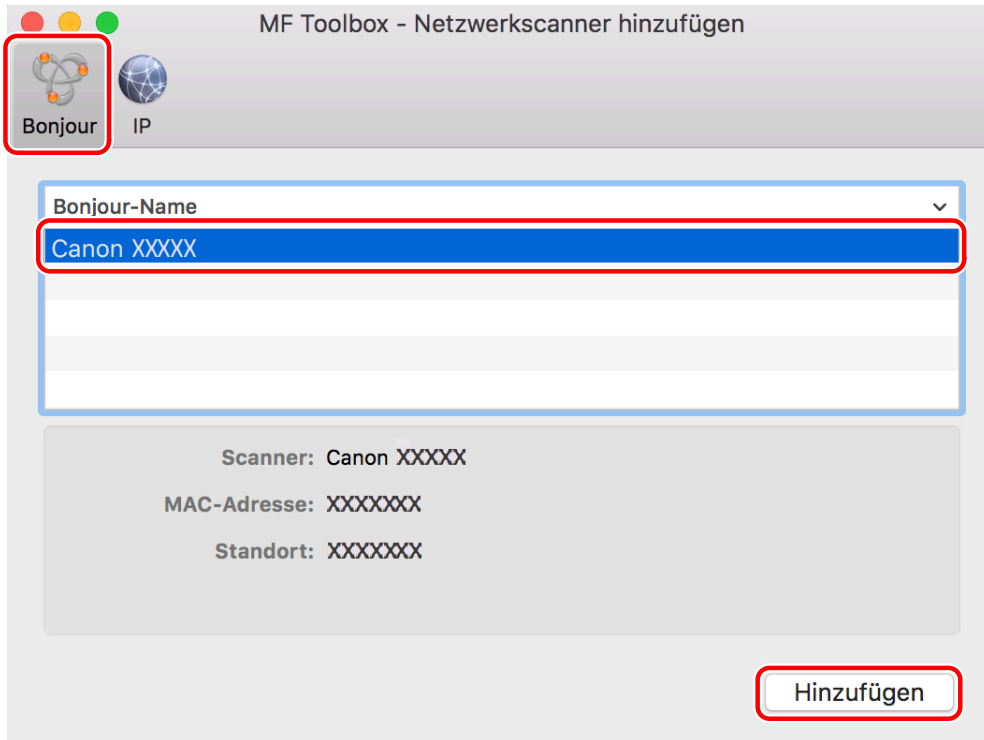 MF Toolbox - Netzwerkscanner hinzufügen
Bonjour IP
Bonjour-Name
Canon XXXXX
Scanner: Canon XXXXX
MAC-Adresse: XXXXXXX
Standort: XXXXXXX
Hinzufügen